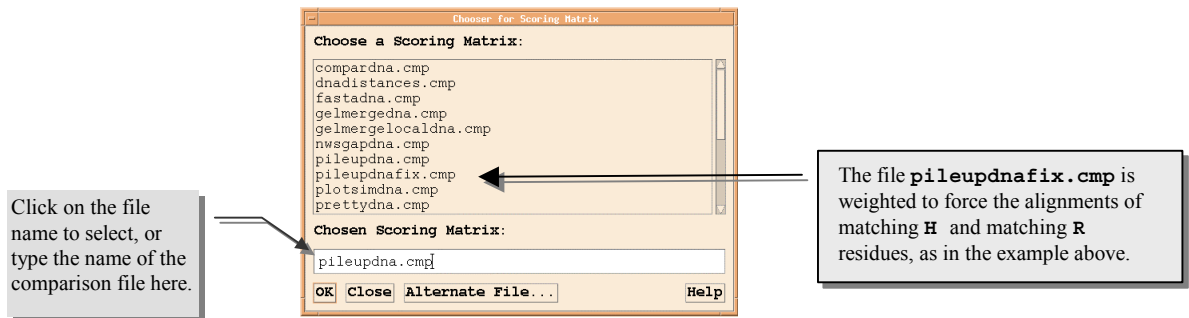 Chooser for Scoring Matrix
Choose a Scoring Matrix:
compardna.cmp
dnadistances.cmp
fastadna.cmp
gelmergedna.cmp
gelmergelocaldna.cmp
nwsgapdna.cmp
pileupdna.cmp
pileupdnafix.cmp
plotsimdna.cmp
prettydna.cmp
Chosen Scoring Matrix:
pileupdna.cmp
OK Close Alternate File... Help
Click on the file
name to select, or
type the name of the
comparison file here.
The file pileupdnafix.cmp is
weighted to force the alignments of
matching H and matching R
residues, as in the example above.